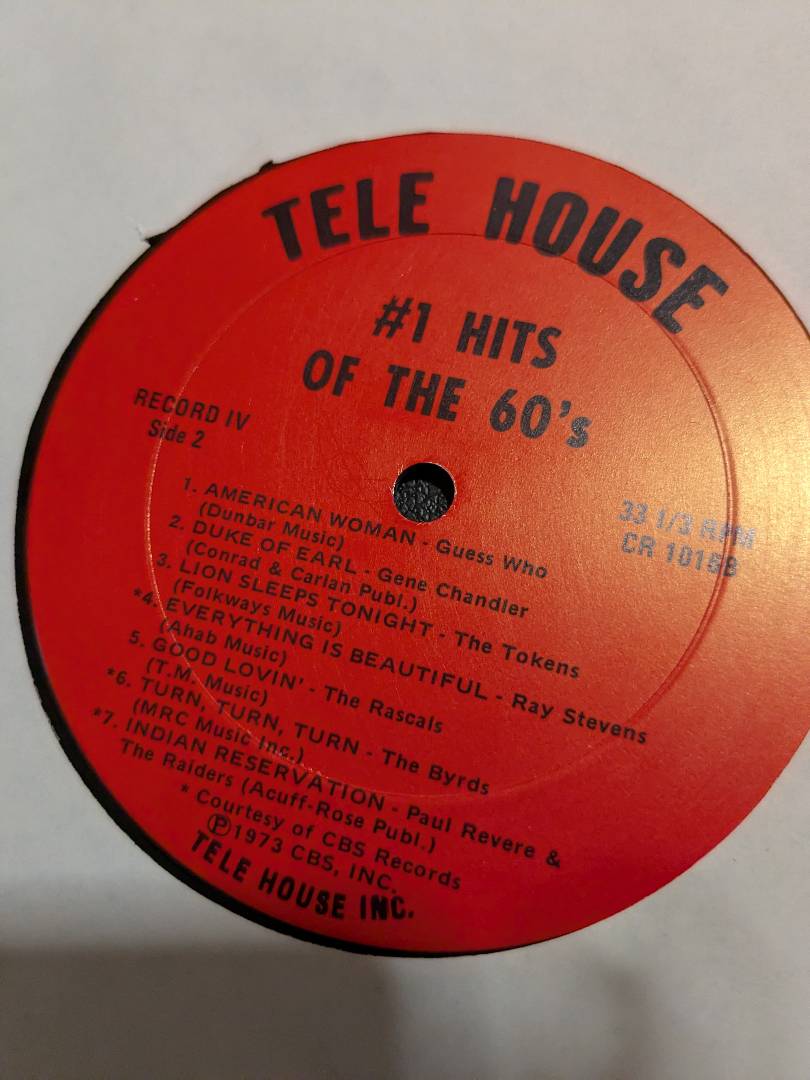 TELE HOUSE
#1 HITS
OF THE 60's
RECORD IV
Side 2
33 1/3 RPM
CR 1015B
1. AMERICAN WOMAN - Guess Who
(Dunbar Music)
2. DUKE OF EARL - Gene Chandler
(Conrad & Carlan Publ.)
3. LION SLEEPS TONIGHT - The Tokens
(Folkways Music)
*4. EVERYTHING IS BEAUTIFUL - Ray Stevens
(Ahab Music)
5. GOOD LOVIN' - The Rascals
(T.M. Music)
*6. TURN, TURN, TURN - The Byrds
(MRC Music Inc.)
*7. INDIAN RESERVATION - Paul Revere &
The Raiders (Acuff-Rose Publ.)
* Courtesy of CBS Records
℗1973 CBS, INC.
TELE HOUSE INC.